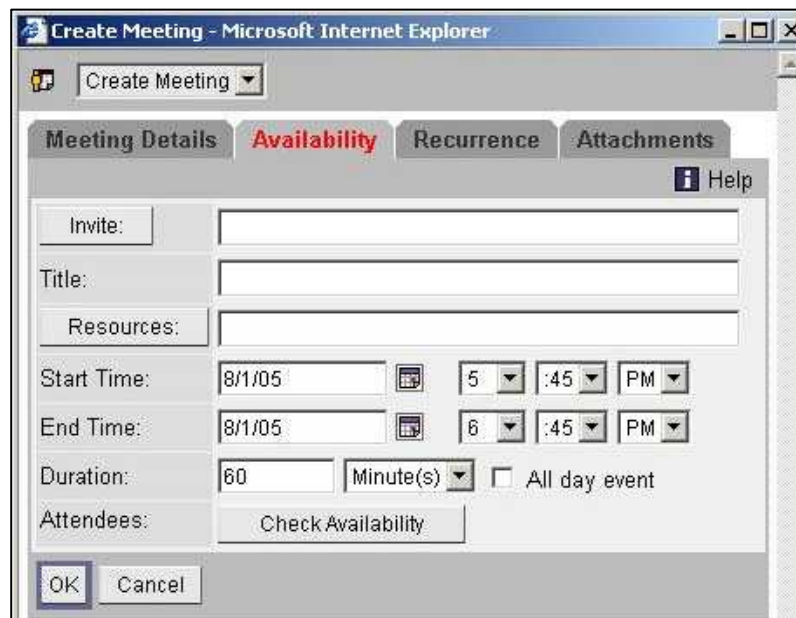 Create Meeting - Microsoft Internet Explorer
Create Meeting
Meeting Details Availability Recurrence Attachments
Help
Invite:
Title:
Resources:
Start Time: 8/1/05 5 :45 PM
End Time: 8/1/05 6 :45 PM
Duration: 60 Minute(s) All day event
Attendees: Check Availability
OK Cancel